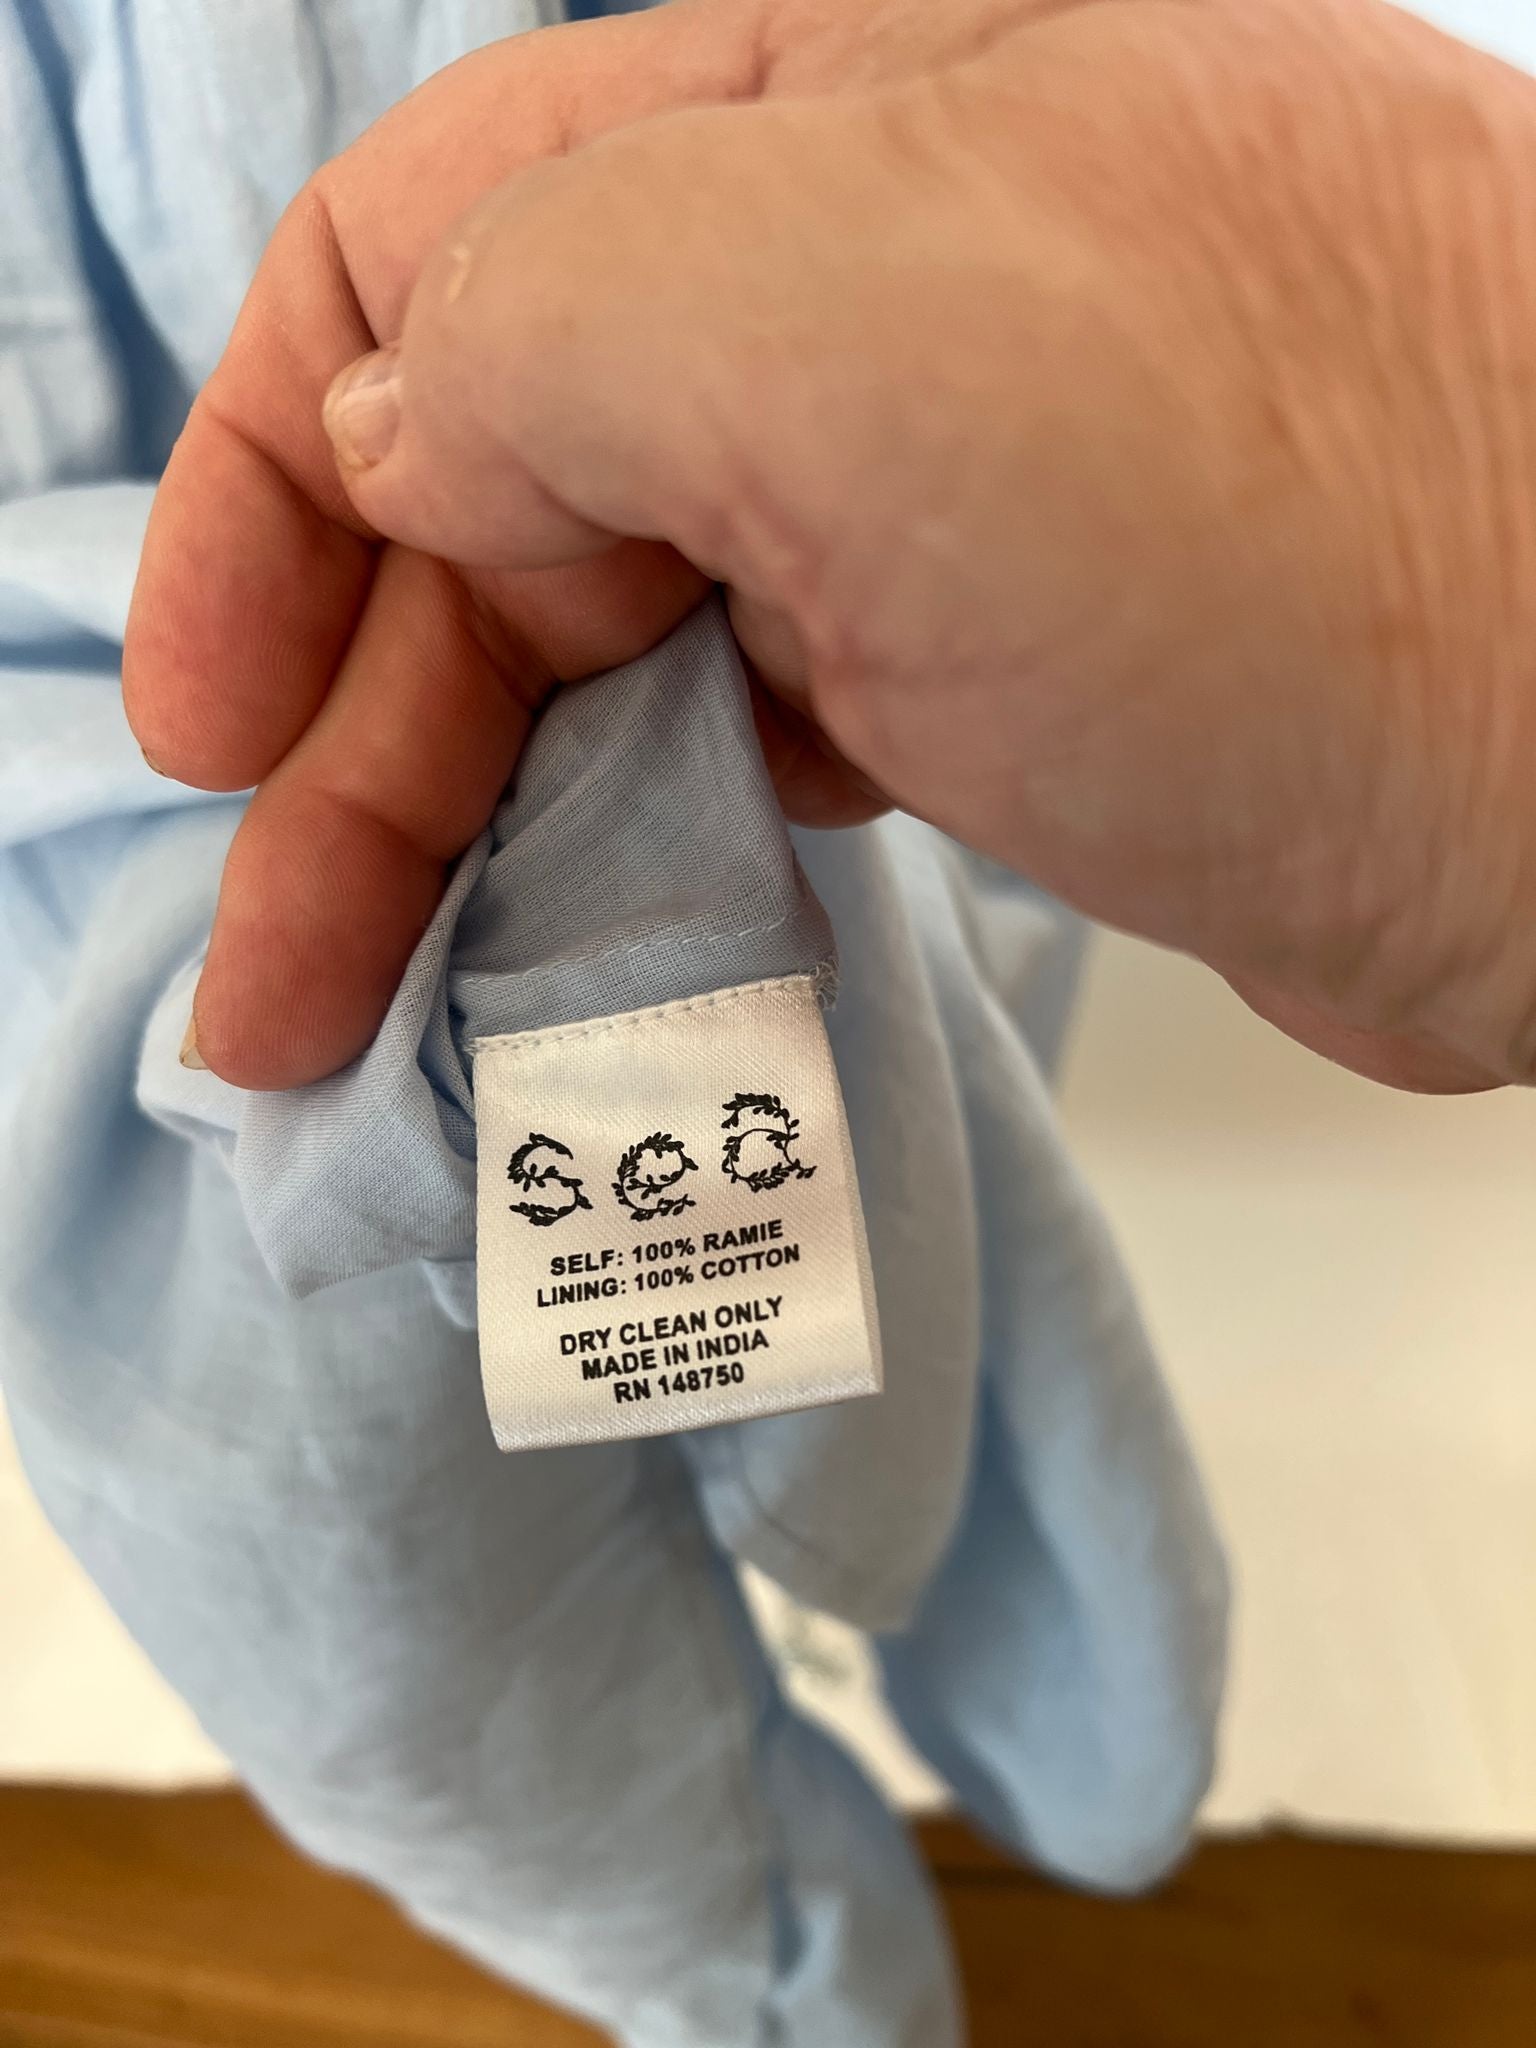 Sea
SELF: 100% RAMIE
LINING: 100% COTTON
DRY CLEAN ONLY
MADE IN INDIA
RN 148750